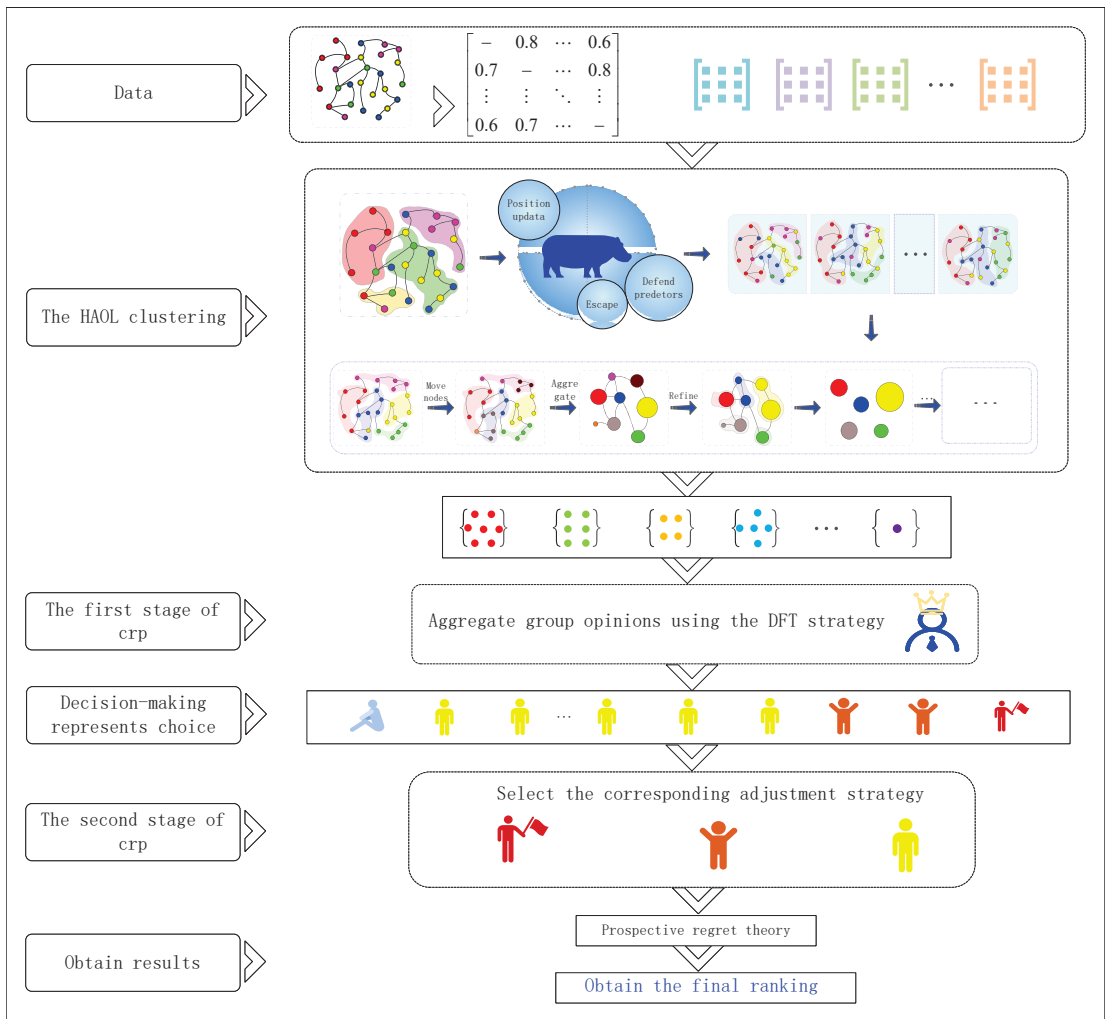 Data
− 0.8 ⋯ 0.6
0.7 − ⋯ 0.8
⋮ ⋮ ⋱ ⋮
0.6 0.7 ⋯ −
...
The HAOL clustering
Position
updata
Defend
predetors
Escape
...
Move
nodes
Aggre
gate
Refine
...
---
{ } { } { } { } ... { }
The first stage of
crp
Aggregate group opinions using the DFT strategy
Decision-making
represents choice
...
The second stage of
crp
Select the corresponding adjustment strategy
Obtain results
Prospective regret theory
Obtain the final ranking